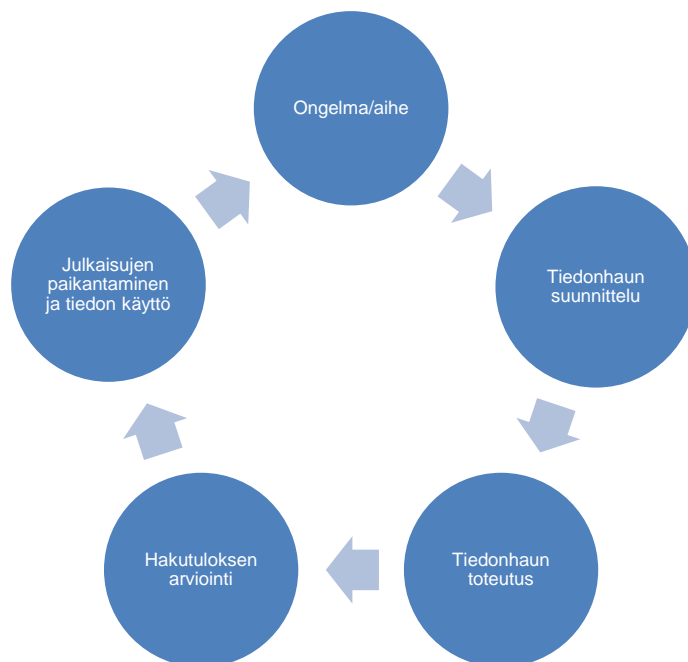 Ongelma/aihe
Tiedonhaun
suunnittelu
Tiedonhaun
toteutus
Hakutuloksen
arviointi
Julkaisujen
paikantaminen
ja tiedon käyttö